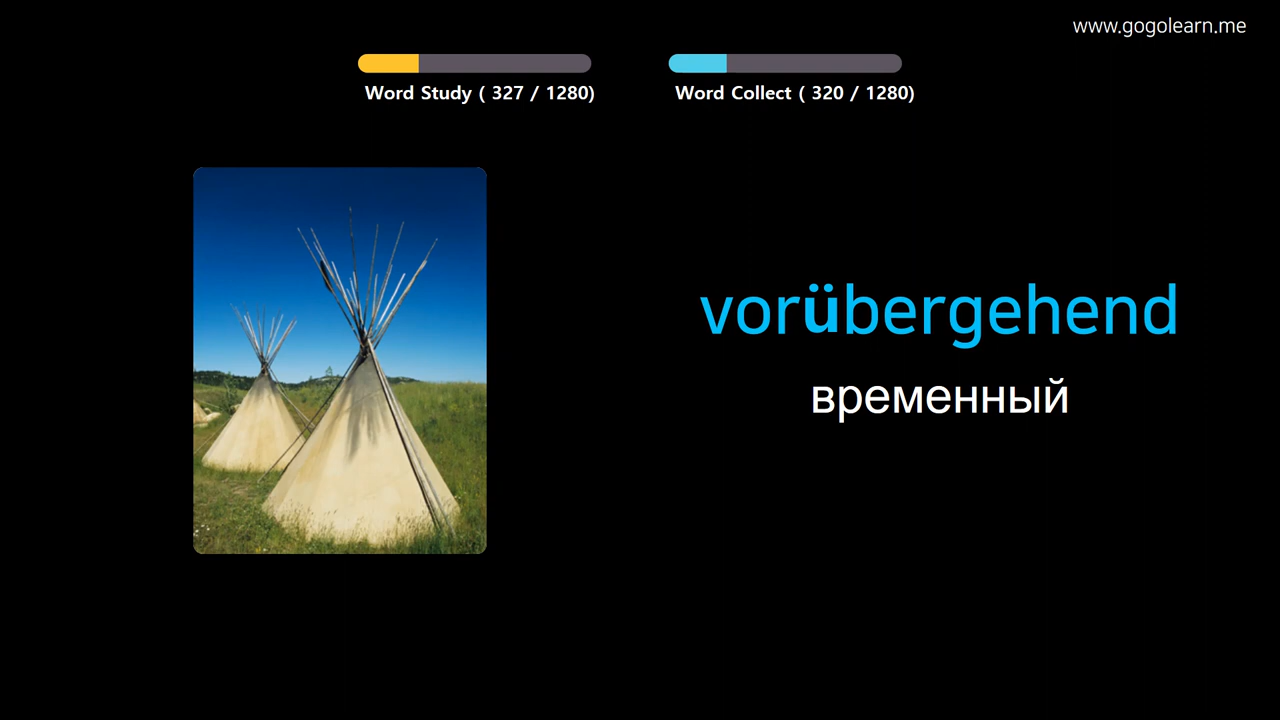 www.gogolearn.me
Word Study ( 327 / 1280)
Word Collect ( 320 / 1280)
vorübergehend
временный